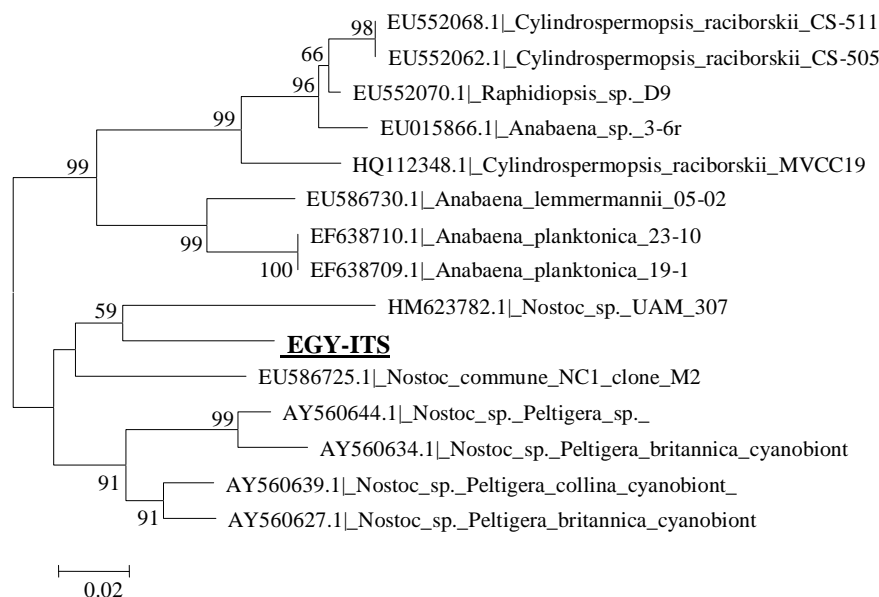 98
EU552068.1|_Cylindrospermopsis_raciborskii_CS-511
66
EU552062.1|_Cylindrospermopsis_raciborskii_CS-505
96
EU552070.1|_Raphidiopsis_sp._D9
99
EU015866.1|_Anabaena_sp._3-6r
99
HQ112348.1|_Cylindrospermopsis_raciborskii_MVCC19
EU586730.1|_Anabaena_lemmermannii_05-02
99
EF638710.1|_Anabaena_planktonica_23-10
100
EF638709.1|_Anabaena_planktonica_19-1
59
HM623782.1|_Nostoc_sp._UAM_307
EGY-ITS
EU586725.1|_Nostoc_commune_NC1_clone_M2
99
AY560644.1|_Nostoc_sp._Peltigera_sp._
AY560634.1|_Nostoc_sp._Peltigera_britannica_cyanobiont
91
AY560639.1|_Nostoc_sp._Peltigera_collina_cyanobiont_
91
AY560627.1|_Nostoc_sp._Peltigera_britannica_cyanobiont
0.02